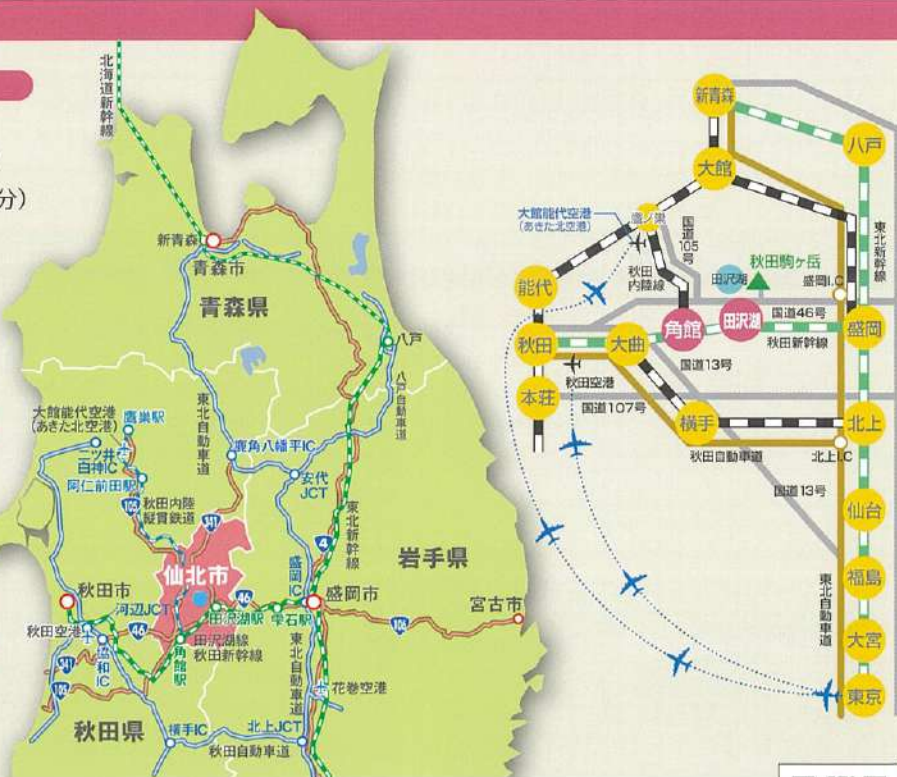 分)
北海道新幹線
新青森
青森市
青森県
八戸
八戸自動車道
東北自動車道
大館能代空港
(あきた北空港)
鷹巣駅
二ツ井
白神IC
阿仁前田駅
105
秋田内陸
縦貫鉄道
鹿角八幡平IC
安代
JCT
341
4
東北新幹線
岩手県
仙北市
盛岡IC
盛岡市
宮古市
106
秋田市
河辺JCT
46
田沢湖駅
雫石駅
秋田空港
46
協和IC
角館駅
田沢湖線
秋田新幹線
東北自動車道
341
105
花巻空港
秋田県
横手IC
北上JCT
秋田自動車道
新青森
八戸
大館
大館能代空港
(あきた北空港)
鷹ノ巣
国道
105
号
秋田
内陸線
田沢湖
秋田駒ヶ岳
盛岡I.C
東北新幹線
能代
秋田
大曲
角館
田沢湖
国道46号
秋田新幹線
盛岡
国道13号
秋田空港
本荘
国道107号
横手
北上
秋田自動車道
北上I.C
国道13号
仙台
福島
東北自動車道
大宮
東京